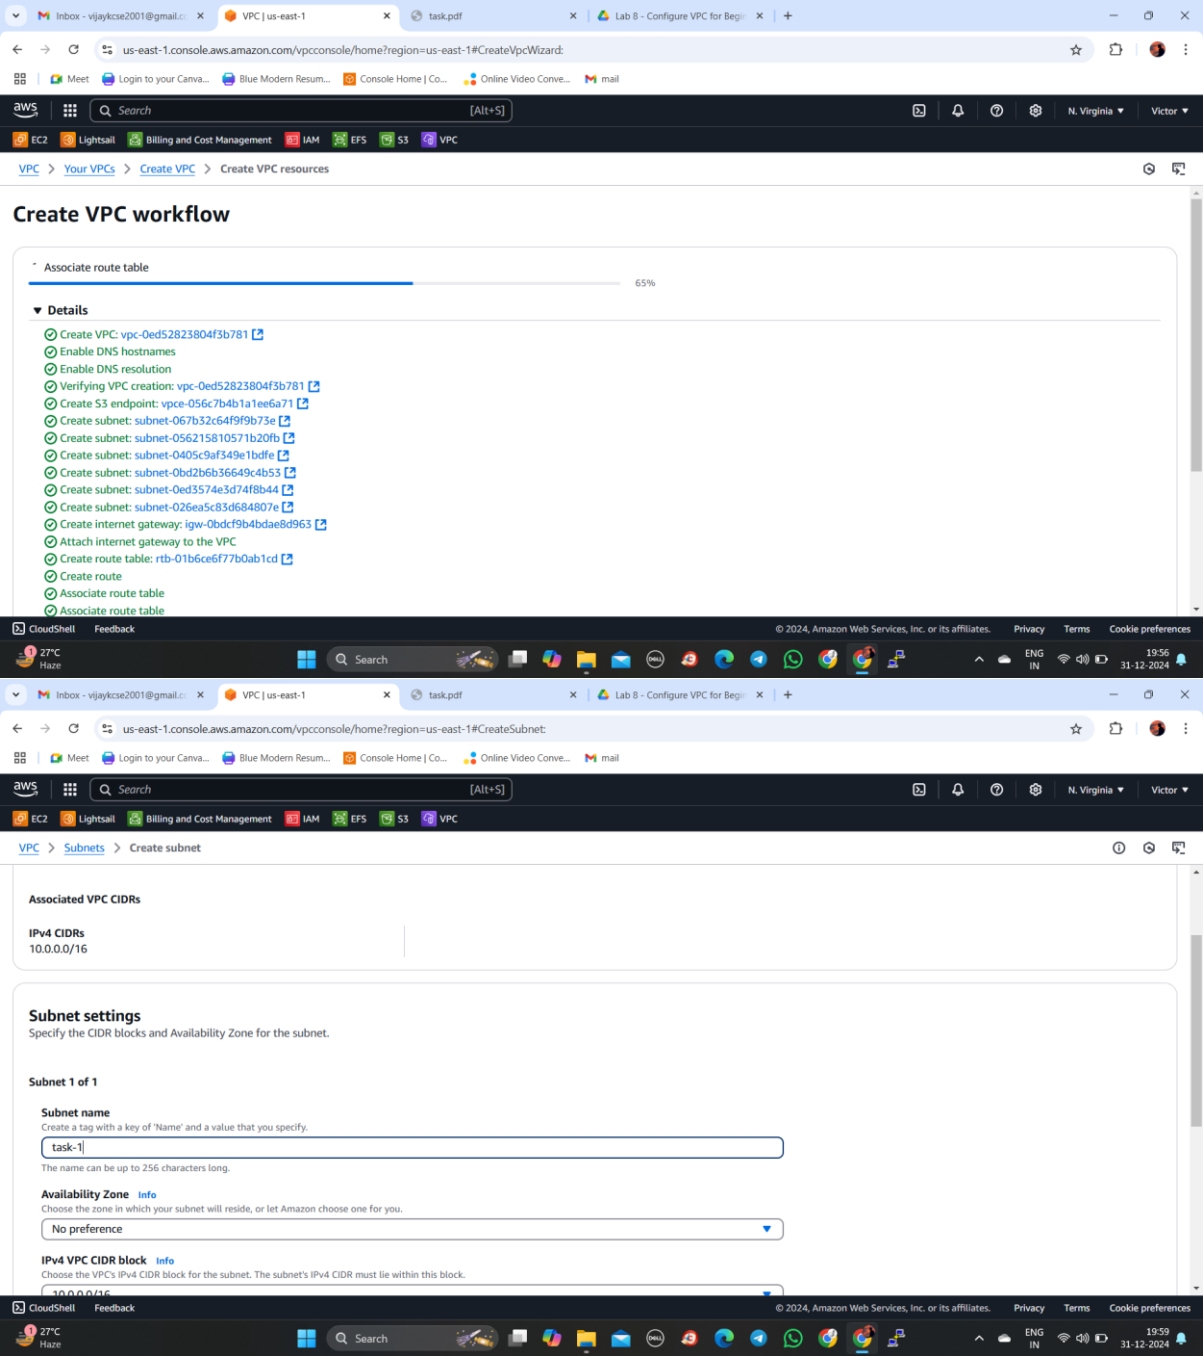 Inbox - vijaykcse2001@gmail.c
VPC | us-east-1
task.pdf
Lab 8 - Configure VPC for Begin
us-east-1.console.aws.amazon.com/vpcconsole/home?region=us-east-1#CreateVpcWizard:
Meet
Login to your Canva...
Blue Modern Resum...
Console Home | Co...
Online Video Conve...
mail
aws
Search
[Alt+S]
N. Virginia
Victor
EC2
Lightsail
Billing and Cost Management
IAM
EFS
S3
VPC
VPC > Your VPCs > Create VPC > Create VPC resources
Create VPC workflow
Associate route table
65%
Details
Create VPC: vpc-0ed52823804f3b781
Enable DNS hostnames
Enable DNS resolution
Verifying VPC creation: vpc-0ed52823804f3b781
Create S3 endpoint: vpce-056c7b4b1a1ee6a71
Create subnet: subnet-067b32c64f9f9b73e
Create subnet: subnet-056215810571b20fb
Create subnet: subnet-0405c9af349e1bdfe
Create subnet: subnet-0bd2b6b36649c4b53
Create subnet: subnet-0ed3574e3d74f8b44
Create subnet: subnet-026ea5c83d684807e
Create internet gateway: igw-0bdcf9b4bdae8d963
Attach internet gateway to the VPC
Create route table: rtb-01b6ce6f77b0ab1cd
Create route
Associate route table
Associate route table
CloudShell
Feedback
© 2024, Amazon Web Services, Inc. or its affiliates.
Privacy
Terms
Cookie preferences
1
27°C
Haze
Search
DELL
ENG
IN
19:56
31-12-2024
Inbox - vijaykcse2001@gmail.c
VPC | us-east-1
task.pdf
Lab 8 - Configure VPC for Begin
us-east-1.console.aws.amazon.com/vpcconsole/home?region=us-east-1#CreateSubnet:
Meet
Login to your Canva...
Blue Modern Resum...
Console Home | Co...
Online Video Conve...
mail
aws
Search
[Alt+S]
N. Virginia
Victor
EC2
Lightsail
Billing and Cost Management
IAM
EFS
S3
VPC
VPC > Subnets > Create subnet
Associated VPC CIDRs
IPv4 CIDRs
10.0.0.0/16
Subnet settings
Specify the CIDR blocks and Availability Zone for the subnet.
Subnet 1 of 1
Subnet name
Create a tag with a key of 'Name' and a value that you specify.
task-1
The name can be up to 256 characters long.
Availability Zone Info
Choose the zone in which your subnet will reside, or let Amazon choose one for you.
No preference
IPv4 VPC CIDR block Info
Choose the VPC's IPv4 CIDR block for the subnet. The subnet's IPv4 CIDR must lie within this block.
10.0.0.0/16
CloudShell
Feedback
© 2024, Amazon Web Services, Inc. or its affiliates.
Privacy
Terms
Cookie preferences
1
27°C
Haze
Search
DELL
ENG
IN
19:59
31-12-2024